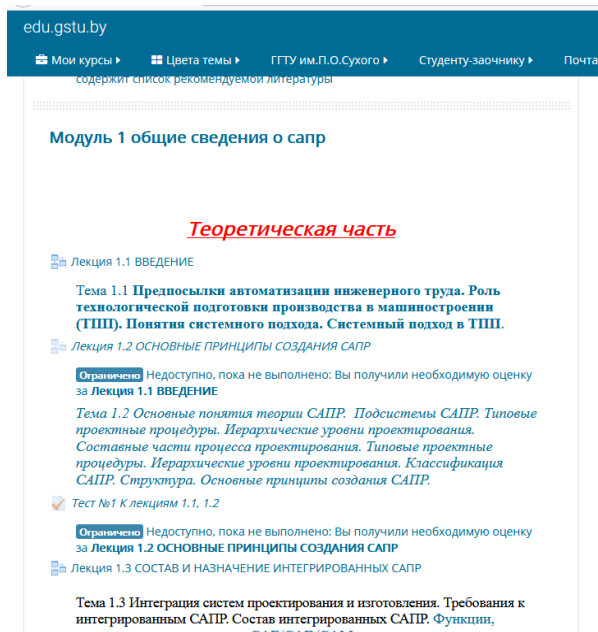 edu.gstu.by
Мои курсы
Цвета темы
ГГТУ им.П.О.Сухого
Студенту-заочнику
Почта
содержит список рекомендуемой литературы
Модуль 1 общие сведения о сапр
Теоретическая часть
Лекция 1.1 ВВЕДЕНИЕ
Тема 1.1 Предпосылки автоматизации инженерного труда. Роль
технологической подготовки производства в машиностроении
(ТПП). Понятия системного подхода. Системный подход в ТПП.
Лекция 1.2 ОСНОВНЫЕ ПРИНЦИПЫ СОЗДАНИЯ САПР
Ограничено Недоступно, пока не выполнено: Вы получили необходимую оценку
за Лекция 1.1 ВВЕДЕНИЕ
Тема 1.2 Основные понятия теории САПР. Подсистемы САПР. Типовые
проектные процедуры. Иерархические уровни проектирования.
Составные части процесса проектирования. Типовые проектные
процедуры. Иерархические уровни проектирования. Классификация
САПР. Структура. Основные принципы создания САПР.
Тест №1 К лекциям 1.1, 1.2
Ограничено Недоступно, пока не выполнено: Вы получили необходимую оценку
за Лекция 1.2 ОСНОВНЫЕ ПРИНЦИПЫ СОЗДАНИЯ САПР
Лекция 1.3 СОСТАВ И НАЗНАЧЕНИЕ ИНТЕГРИРОВАННЫХ САПР
Тема 1.3 Интеграция систем проектирования и изготовления. Требования к
интегрированным САПР. Состав интегрированных САПР. Функции,